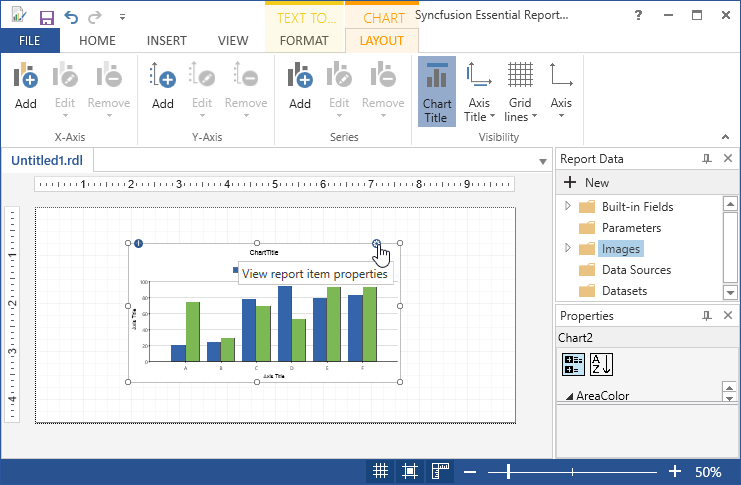 TEXT TO... CHART Syncfusion Essential Report...
FILE HOME INSERT VIEW FORMAT LAYOUT
Add Edit Remove
X-Axis
Add Edit Remove
Y-Axis
Add Edit Remove
Series
Chart Title
Axis Title
Grid lines
Axis
Visibility
Untitled1.rdl
1 2 3 4 5 6 7 8 9
1
2
3
4
ChartTitle
View report item properties
100
80
60
40
20
0
Axis Title
A B C D E F
Axis Title
Report Data
New
Built-in Fields
Parameters
Images
Data Sources
Datasets
Properties
Chart2
A
Z
AreaColor
50%